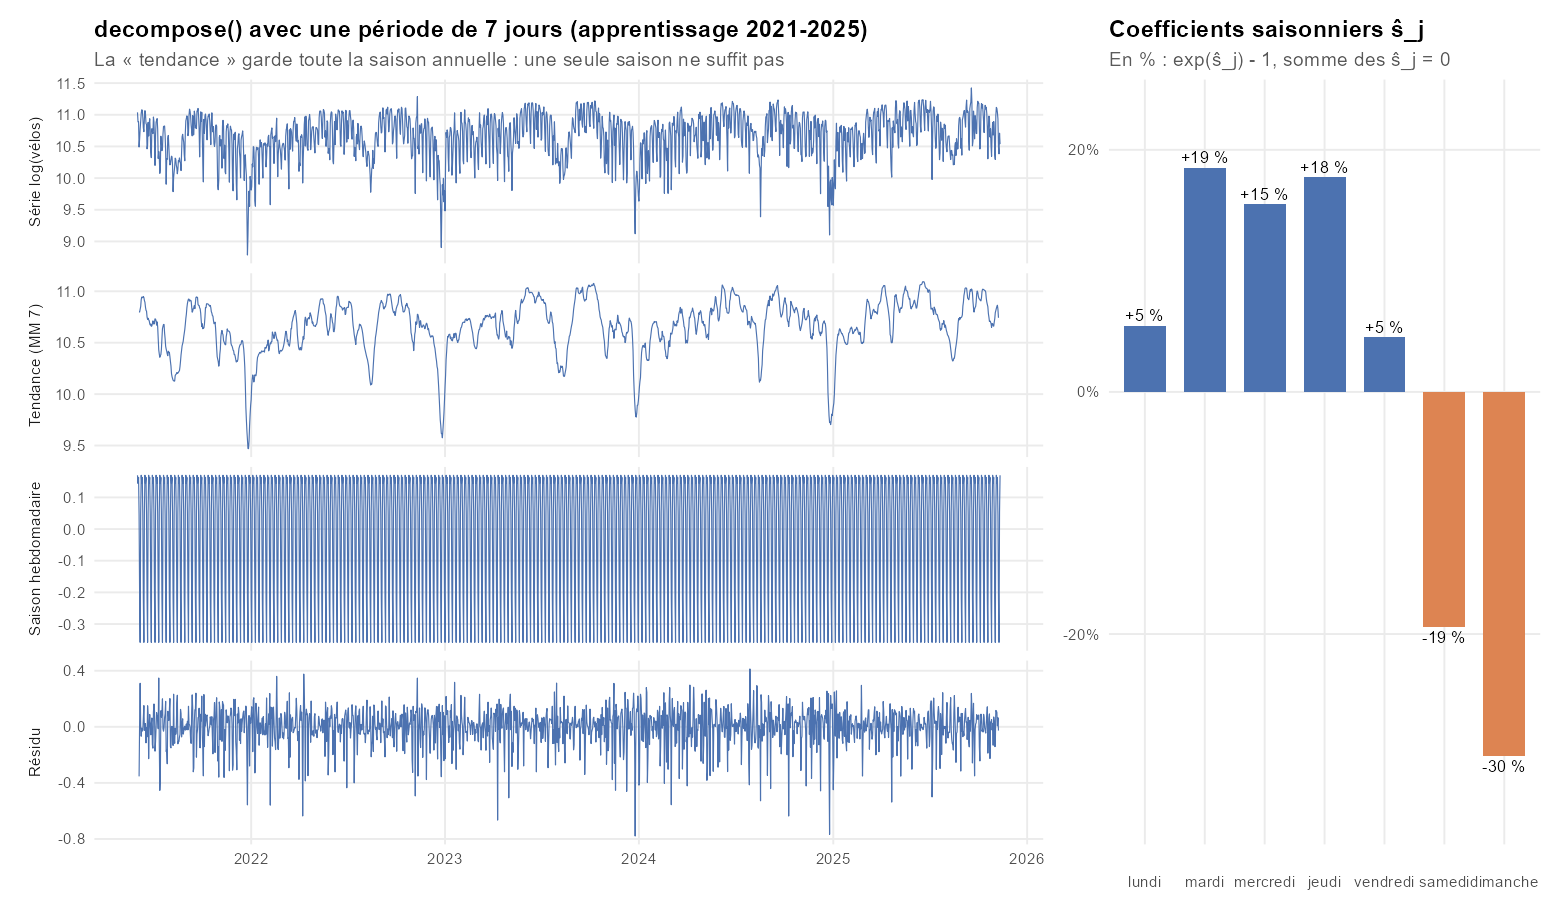 decompose() avec une période de 7 jours (apprentissage 2021-2025)
La « tendance » garde toute la saison annuelle : une seule saison ne suffit pas
Série log(vélos)
11.5
11.0
10.5
10.0
9.5
9.0
Tendance (MM 7)
11.0
10.5
10.0
9.5
Saison hebdomadaire
0.1
0.0
-0.1
-0.2
-0.3
Résidu
0.4
0.0
-0.4
-0.8
2022 2023 2024 2025 2026
Coefficients saisonniers ŝ_j
En % : exp(ŝ_j) - 1, somme des ŝ_j = 0
20%
0%
-20%
+5 %
+19 %
+15 %
+18 %
+5 %
-19 %
-30 %
lundi mardi mercredi jeudi vendredi samedi dimanche